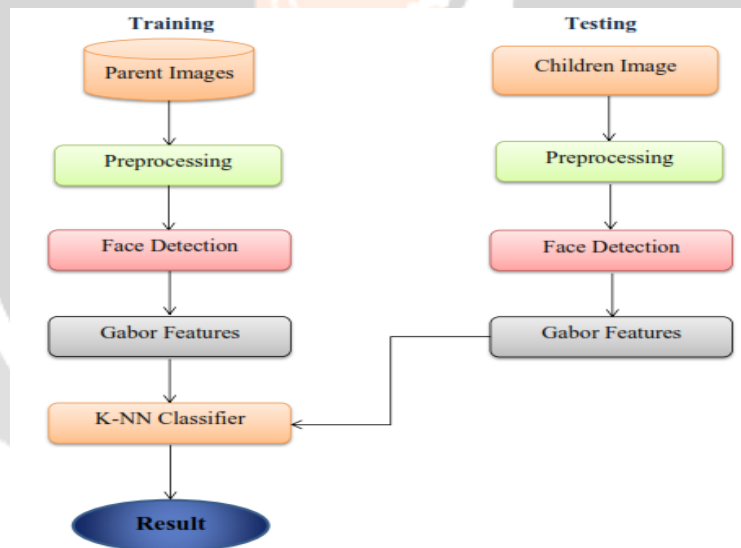 Training
Parent Images
Preprocessing
Face Detection
Gabor Features
K-NN Classifier
Result
Testing
Children Image
Preprocessing
Face Detection
Gabor Features